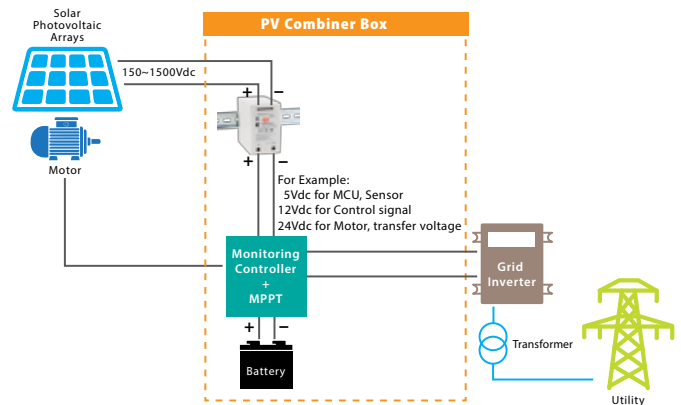 Solar
Photovoltaic
Arrays
PV Combiner Box
150~1500Vdc
+ −
+ −
Motor
For Example:
5Vdc for MCU, Sensor
12Vdc for Control signal
24Vdc for Motor, transfer voltage
Monitoring
Controller
+
MPPT
+ −
Battery
Grid
Inverter
Transformer
Utility